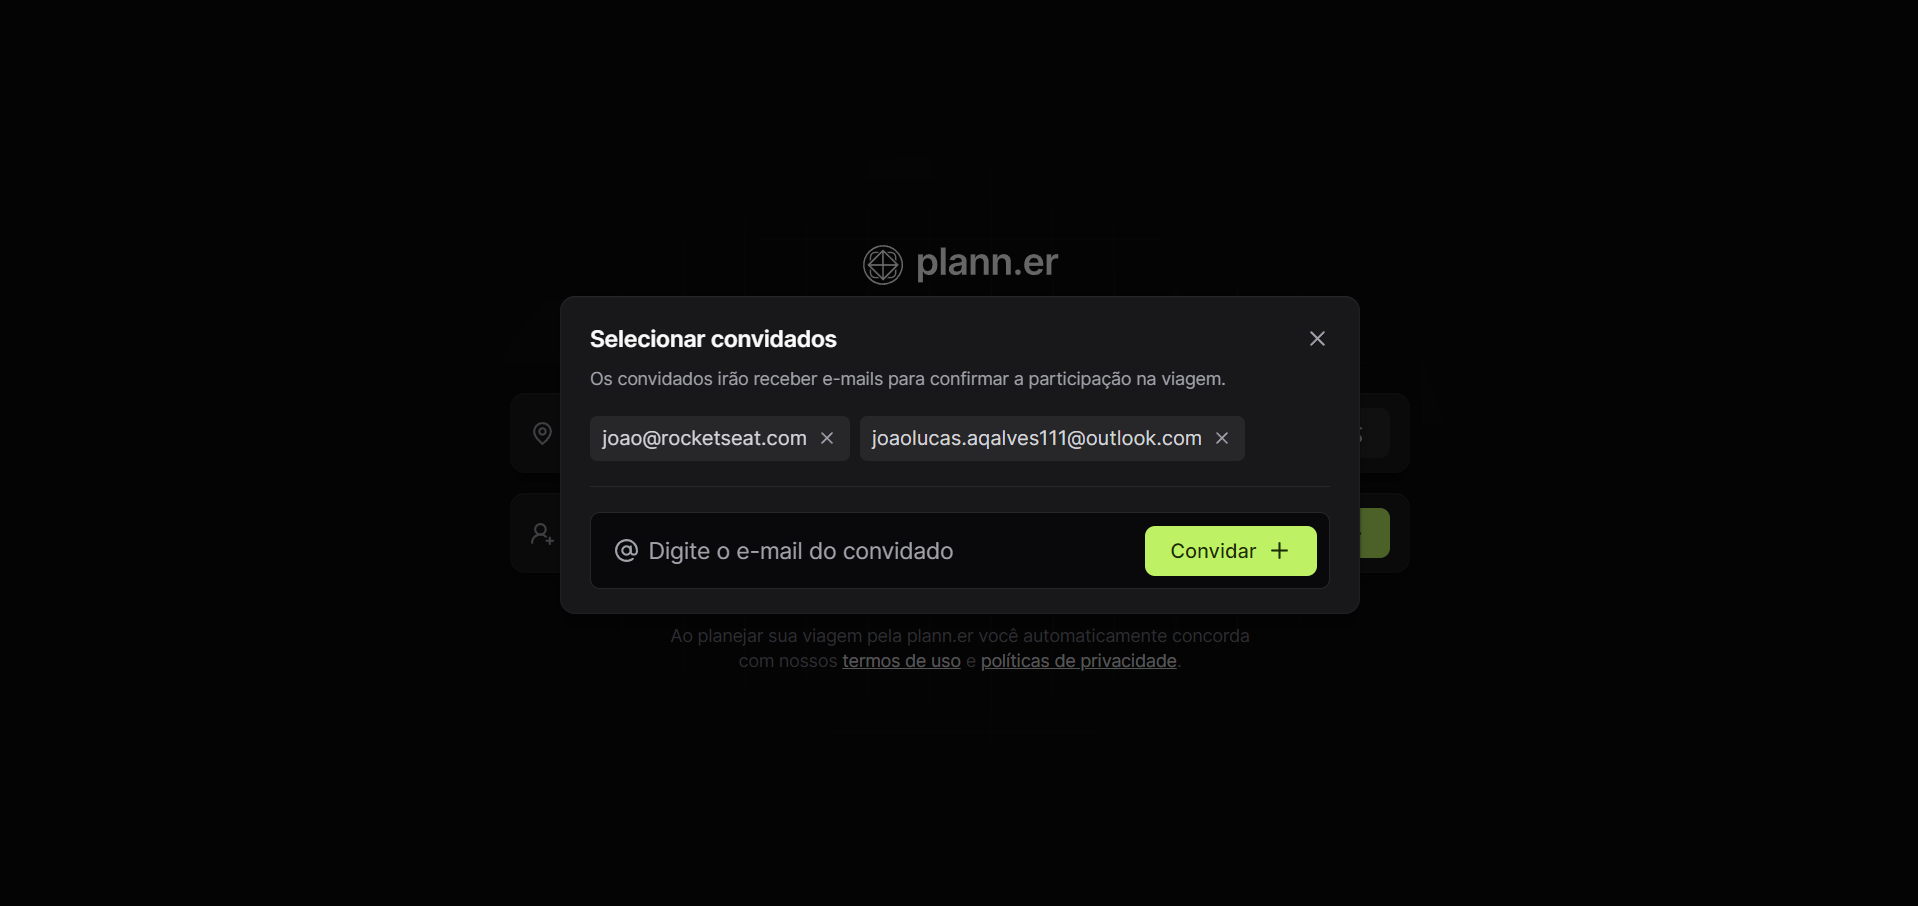 plann.er
Selecionar convidados
Os convidados irão receber e-mails para confirmar a participação na viagem.
joao@rocketseat.com joaolucas.aqalves111@outlook.com
Digite o e-mail do convidado Convidar
Ao planejar sua viagem pela plann.er você automaticamente concorda
com nossos termos de uso e políticas de privacidade.